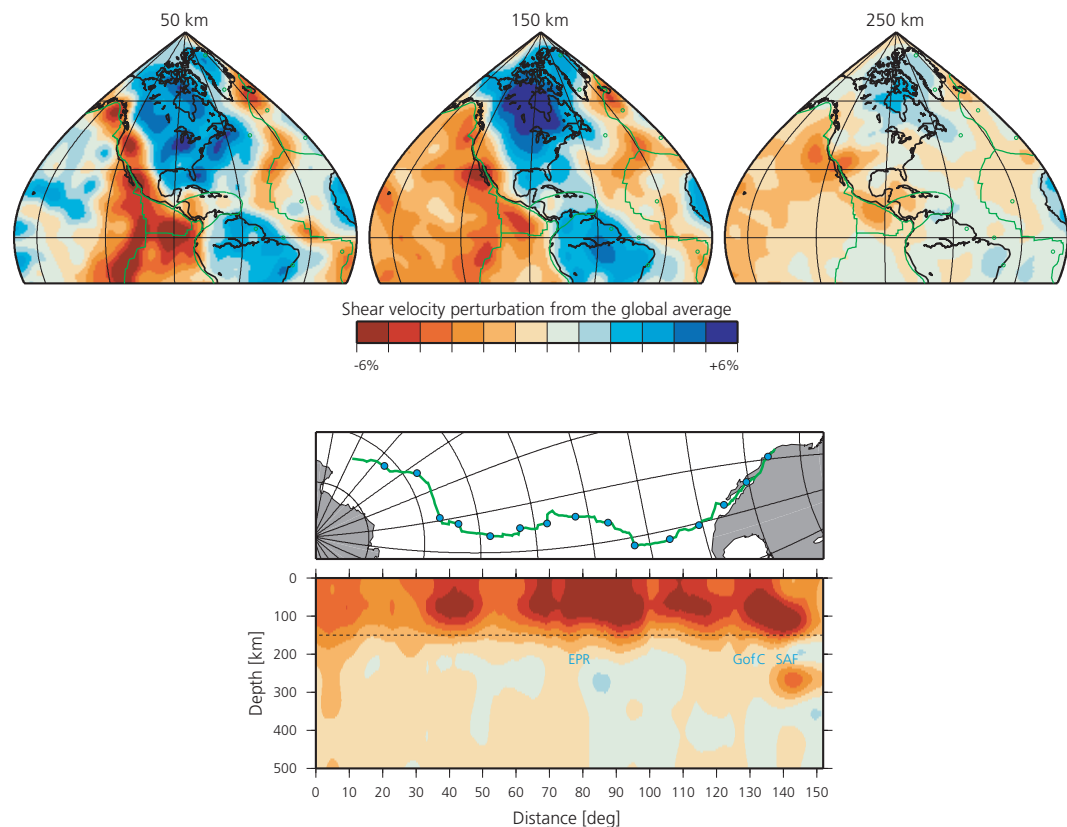 50 km 150 km 250 km
Shear velocity perturbation from the global average
-6% +6%
0
100
200
300
400
500
Depth [km]
EPR GofC SAF
0 10 20 30 40 50 60 70 80 90 100 110 120 130 140 150
Distance [deg]